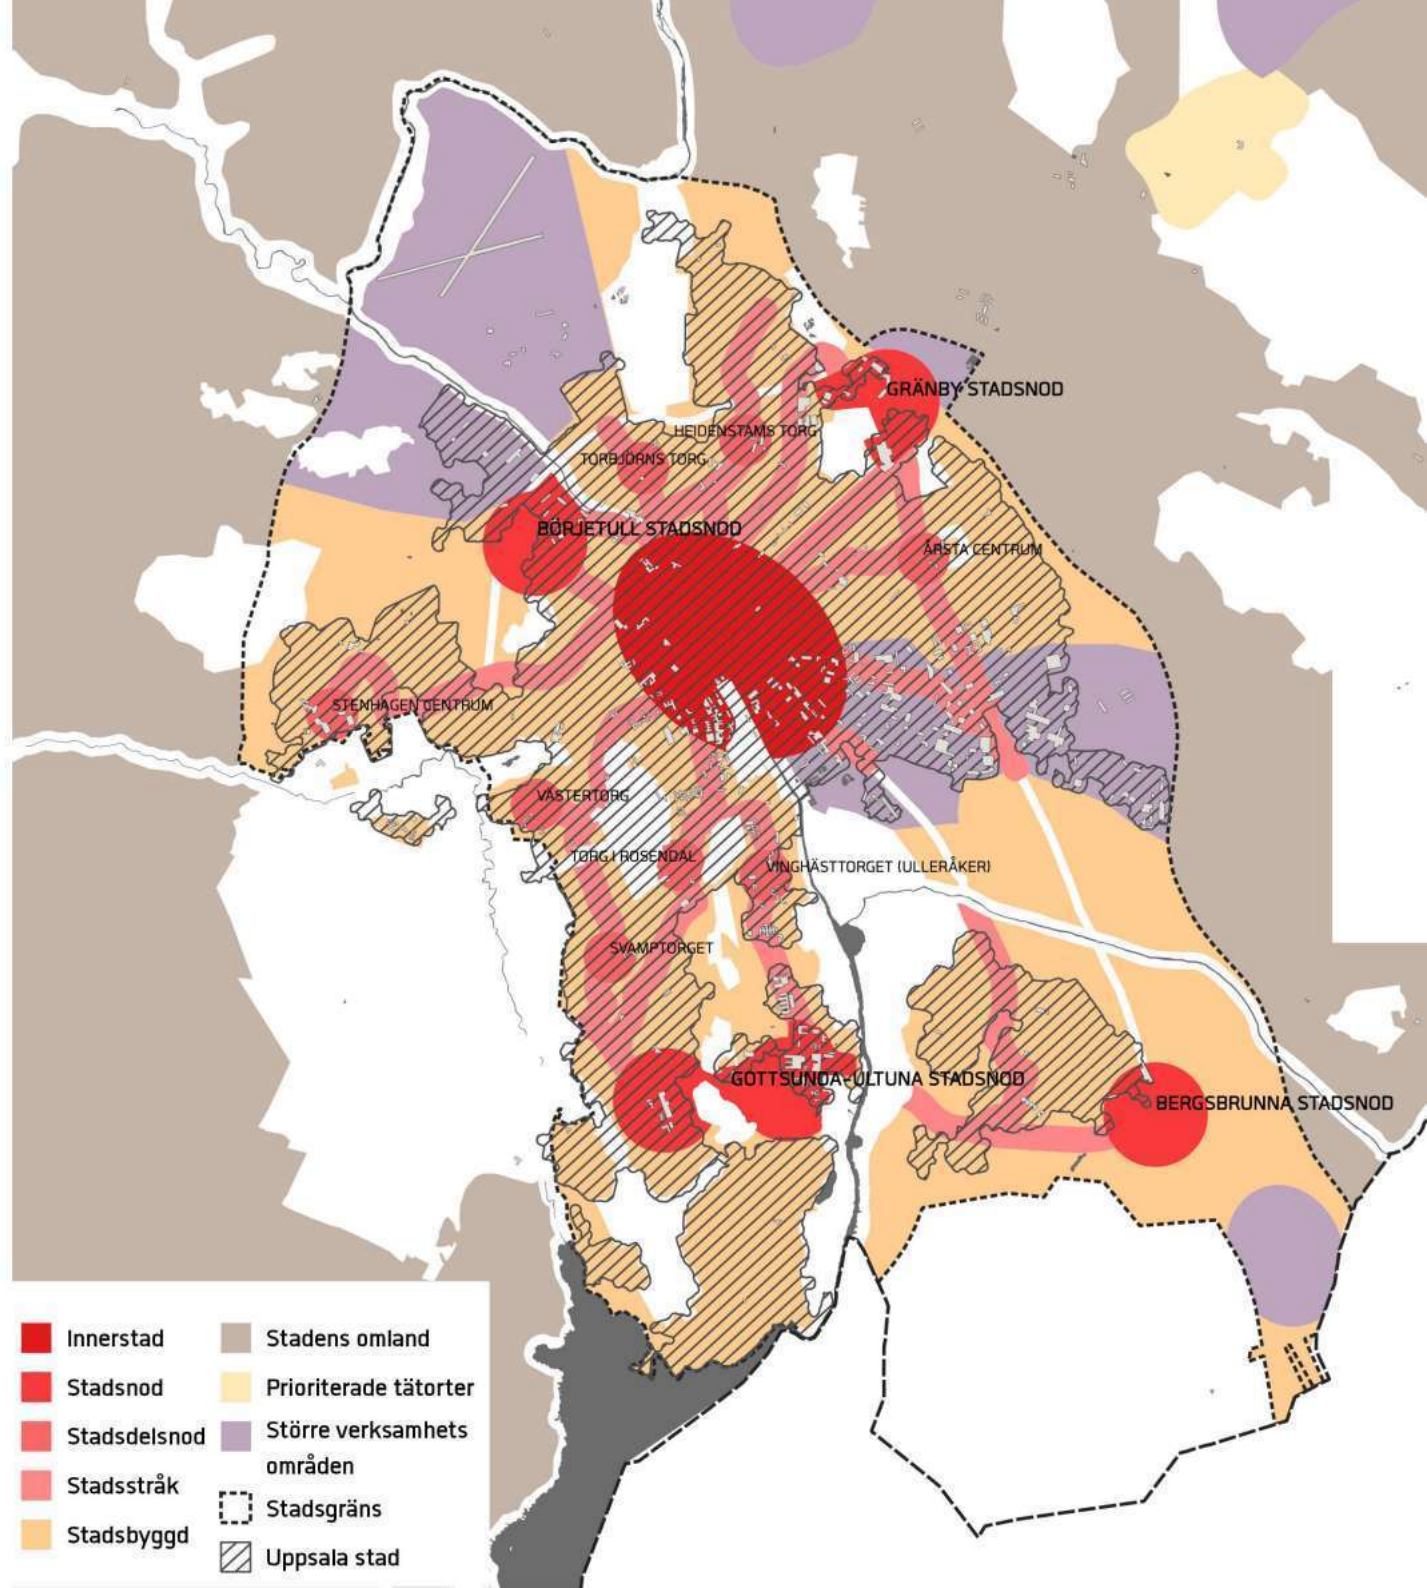 GRÄNBY STADSNOD
HEIDENSTAMS TORG
TORBJÖRNS TORG
BÖRJETULL STADSNOD
ÅRSTA CENTRUM
STENHAGEN CENTRUM
VÄSTERTORG
TORG I ROSENDAL
VINGHÄSTTORGET (ULLERÅKER)
SVAMPTORGET
GOTTSUNDA-ULTUNA STADSNOD
BERGSBRUNNA STADSNOD
Innerstad
Stadsnod
Stadsdelsnod
Stadsstråk
Stadsbyggd
Stadens omland
Prioriterade tätorter
Större verksamhets
områden
Stadsgräns
Uppsala stad